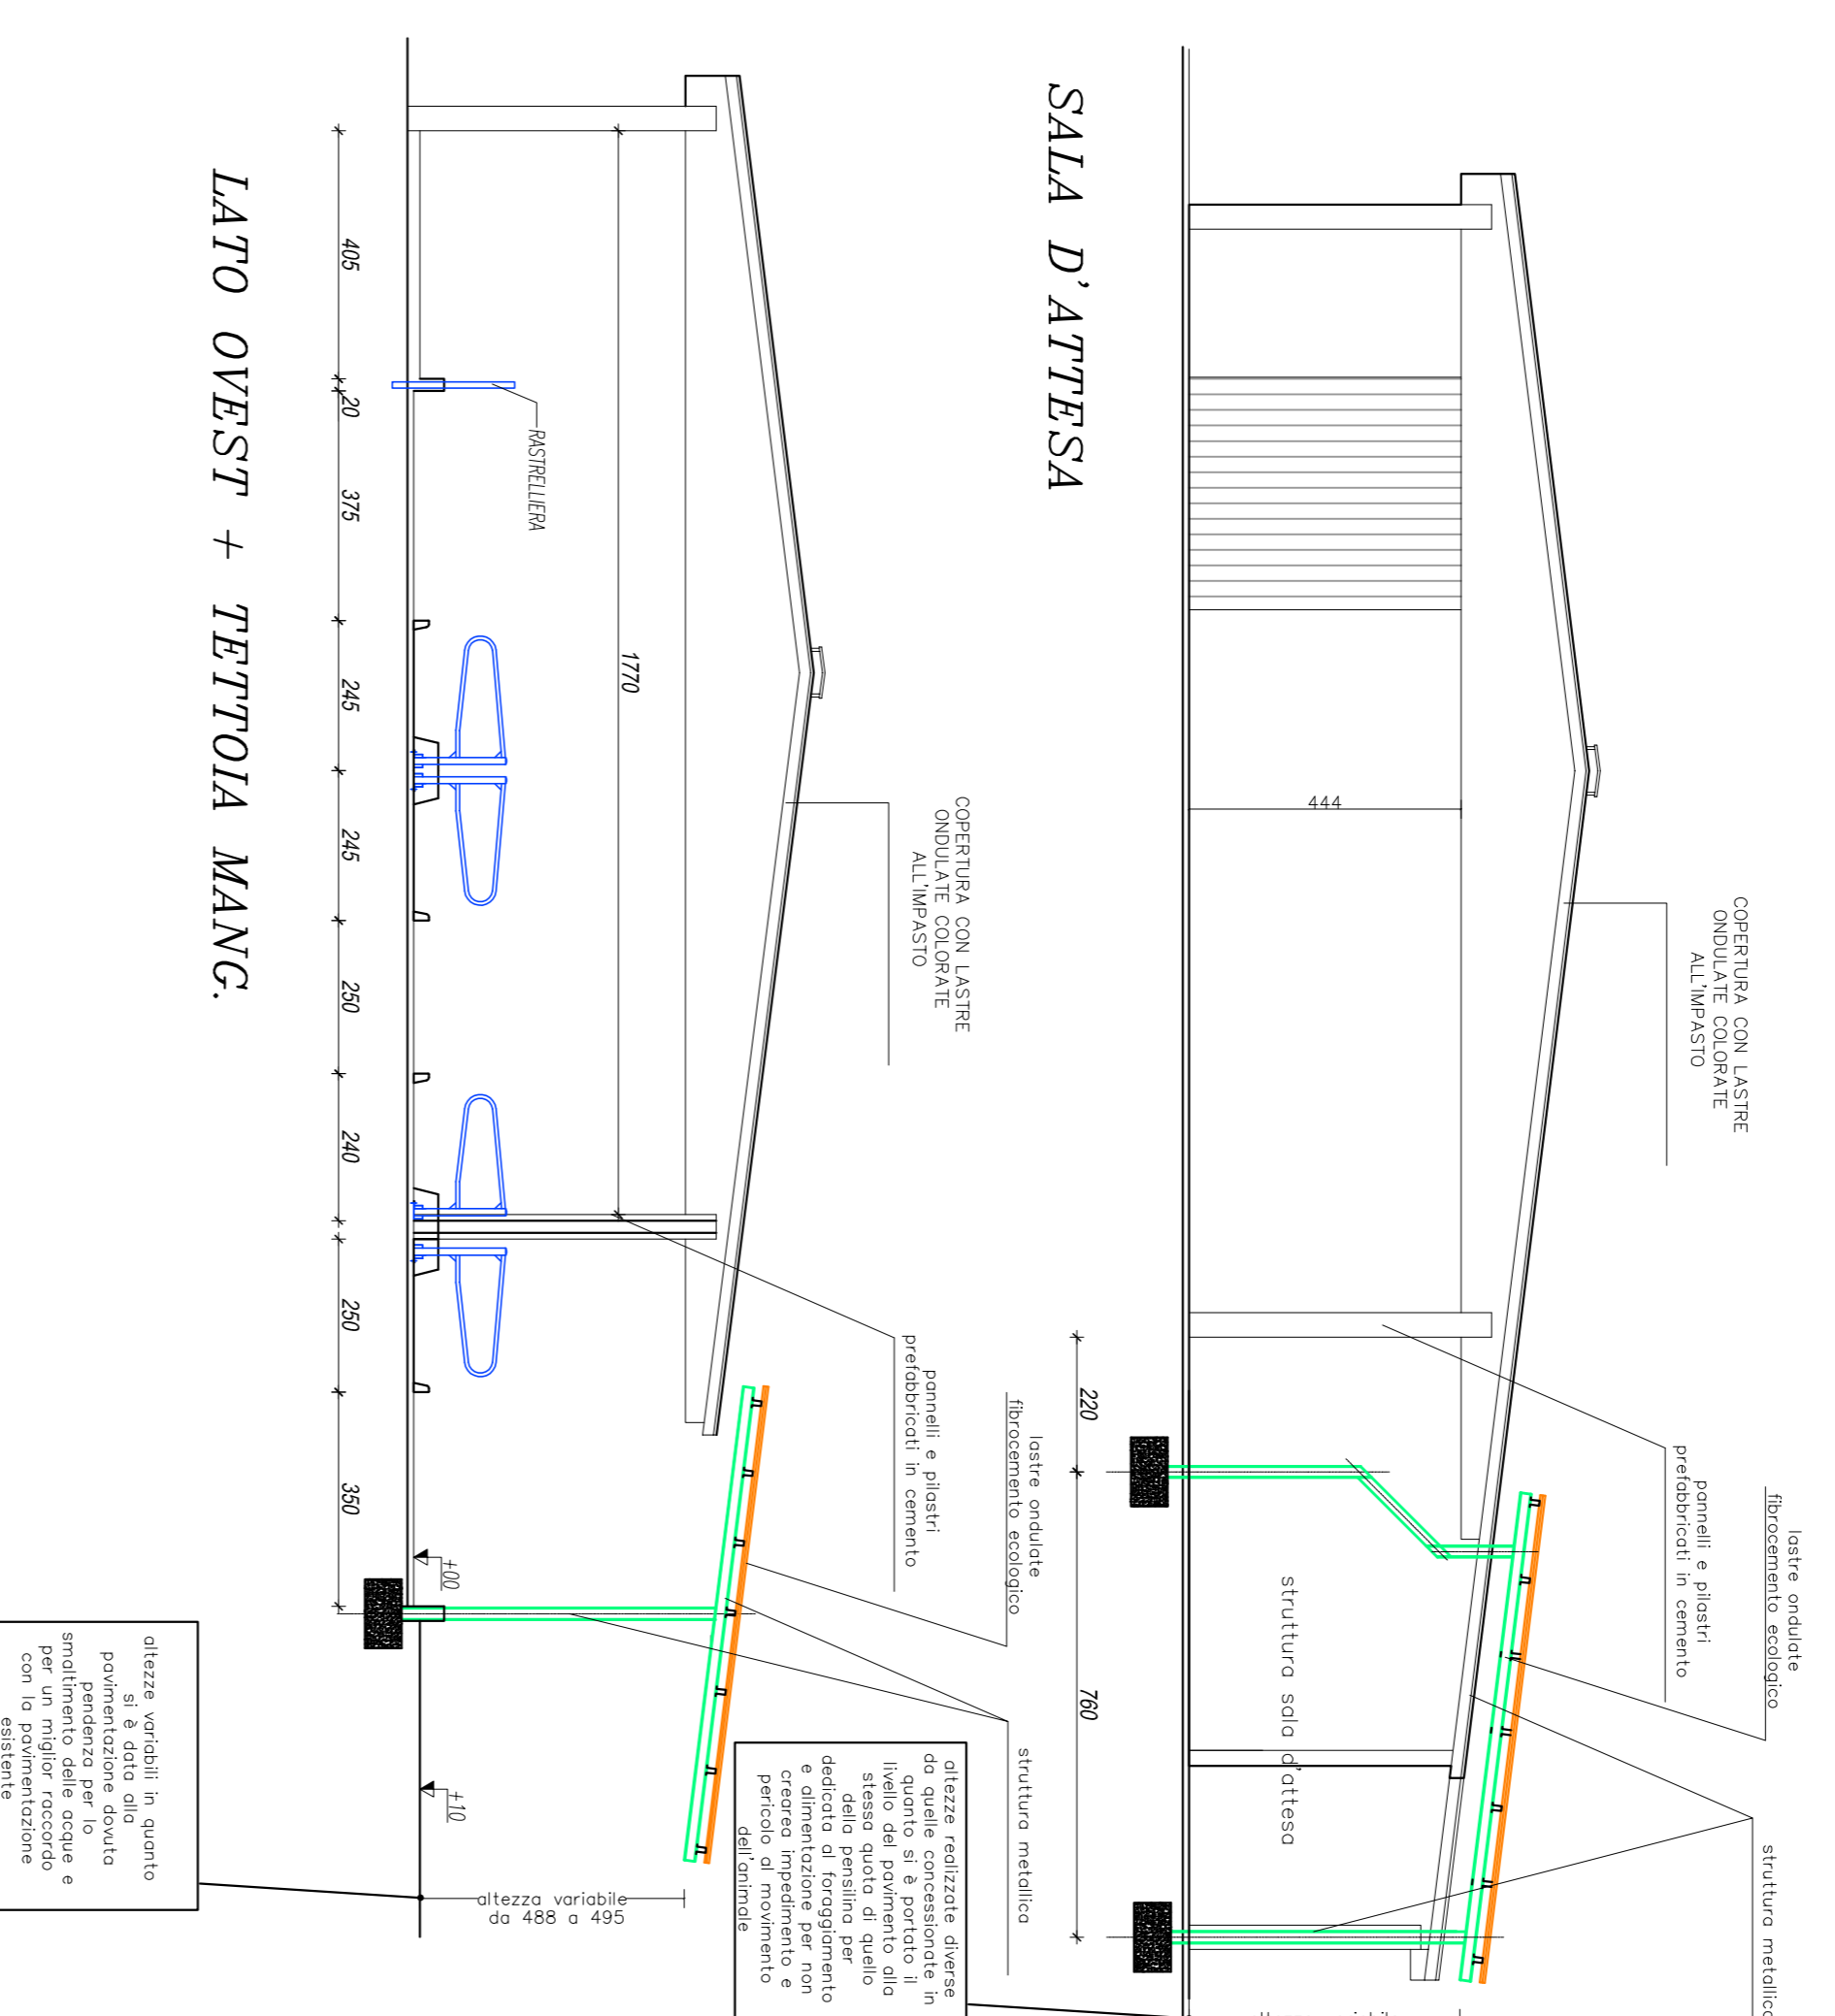 COPERTURA CON LASTRE
ONDULATE COLORATE
ALL'IMPASTO
lastre ondulate
fibrocemento ecologico
pannelli e pilastri
prefabbricati in cemento
struttura metallica
444
struttura sala d'attesa
220
760
SALA D'ATTESA
COPERTURA CON LASTRE
ONDULATE COLORATE
ALL'IMPASTO
lastre ondulate
fibrocemento ecologico
pannelli e pilastri
prefabbricati in cemento
struttura metallica
altezze realizzate diverse
da quelle concessionate in
quanto si è portato il
livello del pavimento alla
stessa quota di quello
della pensilina per
dedicata al foraggiamento
e alimentazione per non
crearea impedimento e
pericolo al movimento
dell'animale
1770
RASTRELLIERA
altezza variabile
da 488 a 495
+00
+10
405
20
375
245
245
250
240
250
350
LATO OVEST + TETTOIA MANG.
altezze variabili in quanto
si è data alla
pavimentazione dovuta
pendenza per lo
smaltimento delle acque e
per un miglior raccordo
con la pavimentazione
esistente